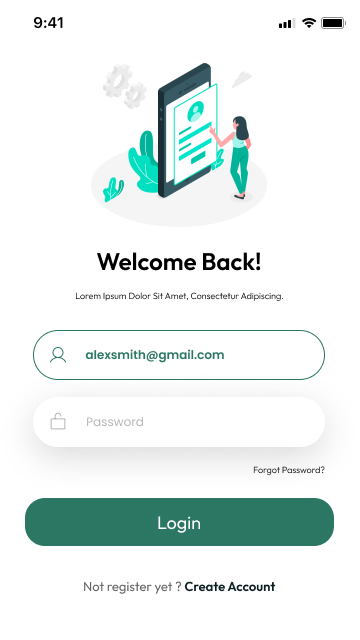 9:41
Welcome Back!
Lorem Ipsum Dolor Sit Amet, Consectetur Adipiscing.
alexsmith@gmail.com
Password
Forgot Password?
Login
Not register yet ? Create Account